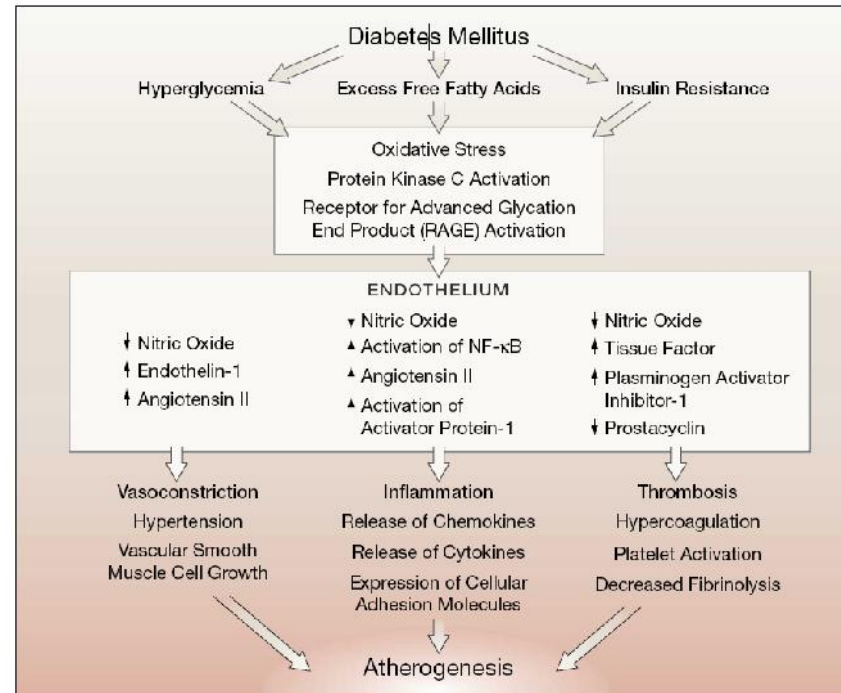 Diabetes Mellitus
Hyperglycemia
Excess Free Fatty Acids
Insulin Resistance
Oxidative Stress
Protein Kinase C Activation
Receptor for Advanced Glycation
End Product (RAGE) Activation
ENDOTHELIUM
Nitric Oxide
Endothelin-1
Angiotensin II
Nitric Oxide
Activation of NF-κB
Angiotensin II
Activation of
Activator Protein-1
Nitric Oxide
Tissue Factor
Plasminogen Activator
Inhibitor-1
Prostacyclin
Vasoconstriction
Hypertension
Vascular Smooth
Muscle Cell Growth
Inflammation
Release of Chemokines
Release of Cytokines
Expression of Cellular
Adhesion Molecules
Thrombosis
Hypercoagulation
Platelet Activation
Decreased Fibrinolysis
Atherogenesis